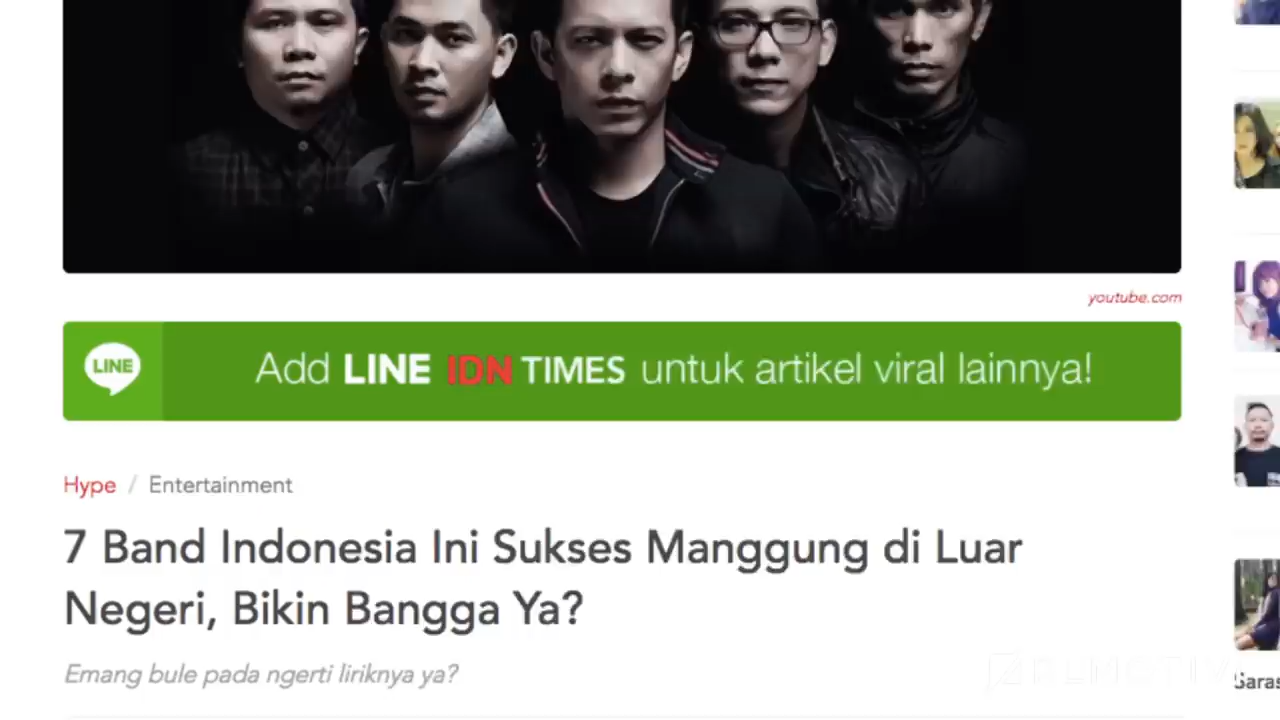 youtube.com
LINE
Add LINE IDN TIMES untuk artikel viral lainnya!
Hype / Entertainment
7 Band Indonesia Ini Sukses Manggung di Luar
Negeri, Bikin Bangga Ya?
Emang bule pada ngerti liriknya ya?